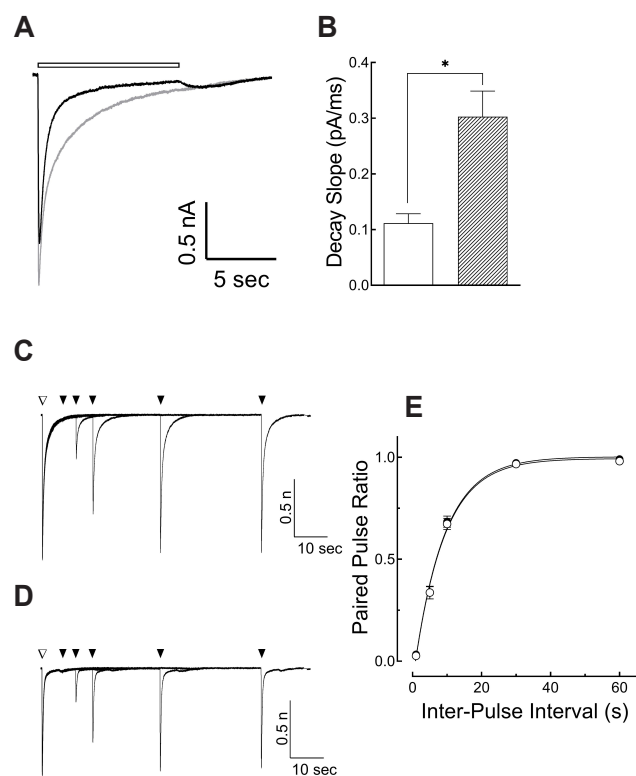 A
0.5 nA
5 sec
B
Decay Slope (pA/ms)
0.4
0.3
0.2
0.1
0.0
*
C
0.5 n
10 sec
D
0.5 n
10 sec
E
Paired Pulse Ratio
1.0
0.5
0.0
0 20 40 60
Inter-Pulse Interval (s)